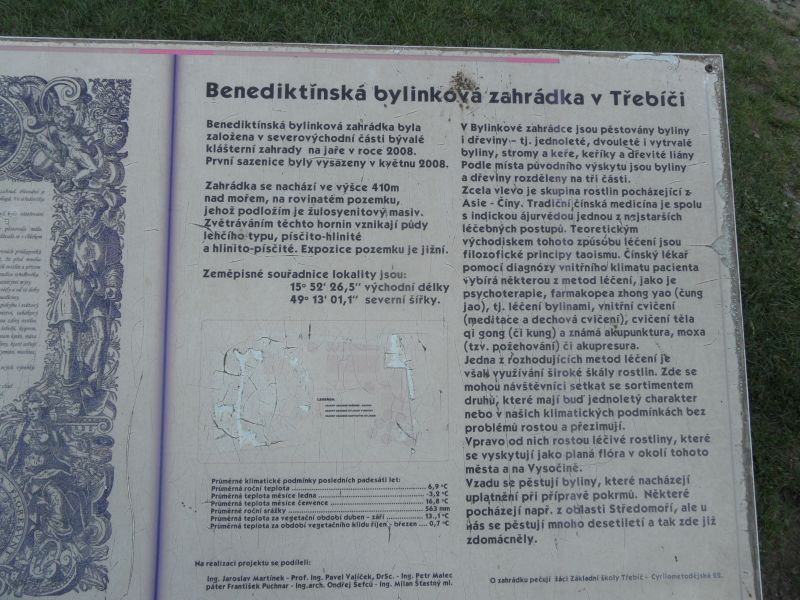 Benediktínská bylinková zahrádka v Třebíči
Benediktínská bylinková zahrádka byla
založena v severovýchodní části bývalé
klášterní zahrady na jaře v roce 2008.
První sazenice byly vysazeny v květnu 2008.
Zahrádka se nachází ve výšce 410m
nad mořem, na rovinatém pozemku,
jehož podložím je žulosyenitový masiv.
Zvětráváním těchto hornin vznikají půdy
lehčího typu, písčito-hlinité
a hlinito-písčité. Expozice pozemku je jižní.
Zeměpisné souřadnice lokality jsou:
15° 52' 26,5" východní délky
49° 13' 01,1" severní šířky.
LEGENDA:
Průměrné klimatické podmínky posledních padesáti let:
Průměrná roční teplota 6,9 °C
Průměrná teplota měsíce ledna -3,2 °C
Průměrná teplota měsíce července 16,8 °C
Průměrné roční srážky 563 mm
Průměrná teplota za vegetační období duben - září 13,1 °C
Průměrná teplota za období vegetačního klidu říjen - březen 0,7 °C
Na realizaci projektu se podíleli:
Ing. Jaroslav Martínek - Prof. Ing. Pavel Valíček, DrSc. - Ing. Petr Malec
páter František Puchnar - Ing.arch. Ondřej Šefců - Ing. Milan Šťastný ml.
V Bylinkové zahrádce jsou pěstovány byliny
i dřeviny - tj. jednoleté, dvouleté i vytrvalé
byliny, stromy a keře, keříky a dřevité liány
Podle místa původního výskytu jsou byliny
a dřeviny rozděleny na tři části.
Zcela vlevo je skupina rostlin pocházející z
Asie - Číny. Tradiční čínská medicína je spolu
s indickou ájurvédou jednou z nejstarších
léčebných postupů. Teoretickým
východiskem tohoto způsobu léčení jsou
filozofické principy taoismu. Čínský lékař
pomocí diagnózy vnitřního klimatu pacienta
vybírá některou z metod léčení, jako je
psychoterapie, farmakopea zhong yao (čung
jao), tj. léčení bylinami, vnitřní cvičení
(meditace a dechová cvičení), cvičení těla
qi gong (či kung) a známá akupunktura, moxa
(tzv. požehování) či akupresura.
Jedna z rozhodujících metod léčení je
však využívání široké škály rostlin. Zde se
mohou návštěvníci setkat se sortimentem
druhů, které mají buď jednoletý charakter
nebo v našich klimatických podmínkách bez
problémů rostou a přezimují.
Vpravo od nich rostou léčivé rostliny, které
se vyskytují jako planá flóra v okolí tohoto
města a na Vysočině.
Vzadu se pěstují byliny, které nacházejí
uplatnění při přípravě pokrmů. Některé
pocházejí např. z oblasti Středomoří, ale u
nás se pěstují mnoho desetiletí a tak zde již
zdomácněly.
O zahrádku pečují žáci Základní školy Třebíč - Cyrilometodějská 22.